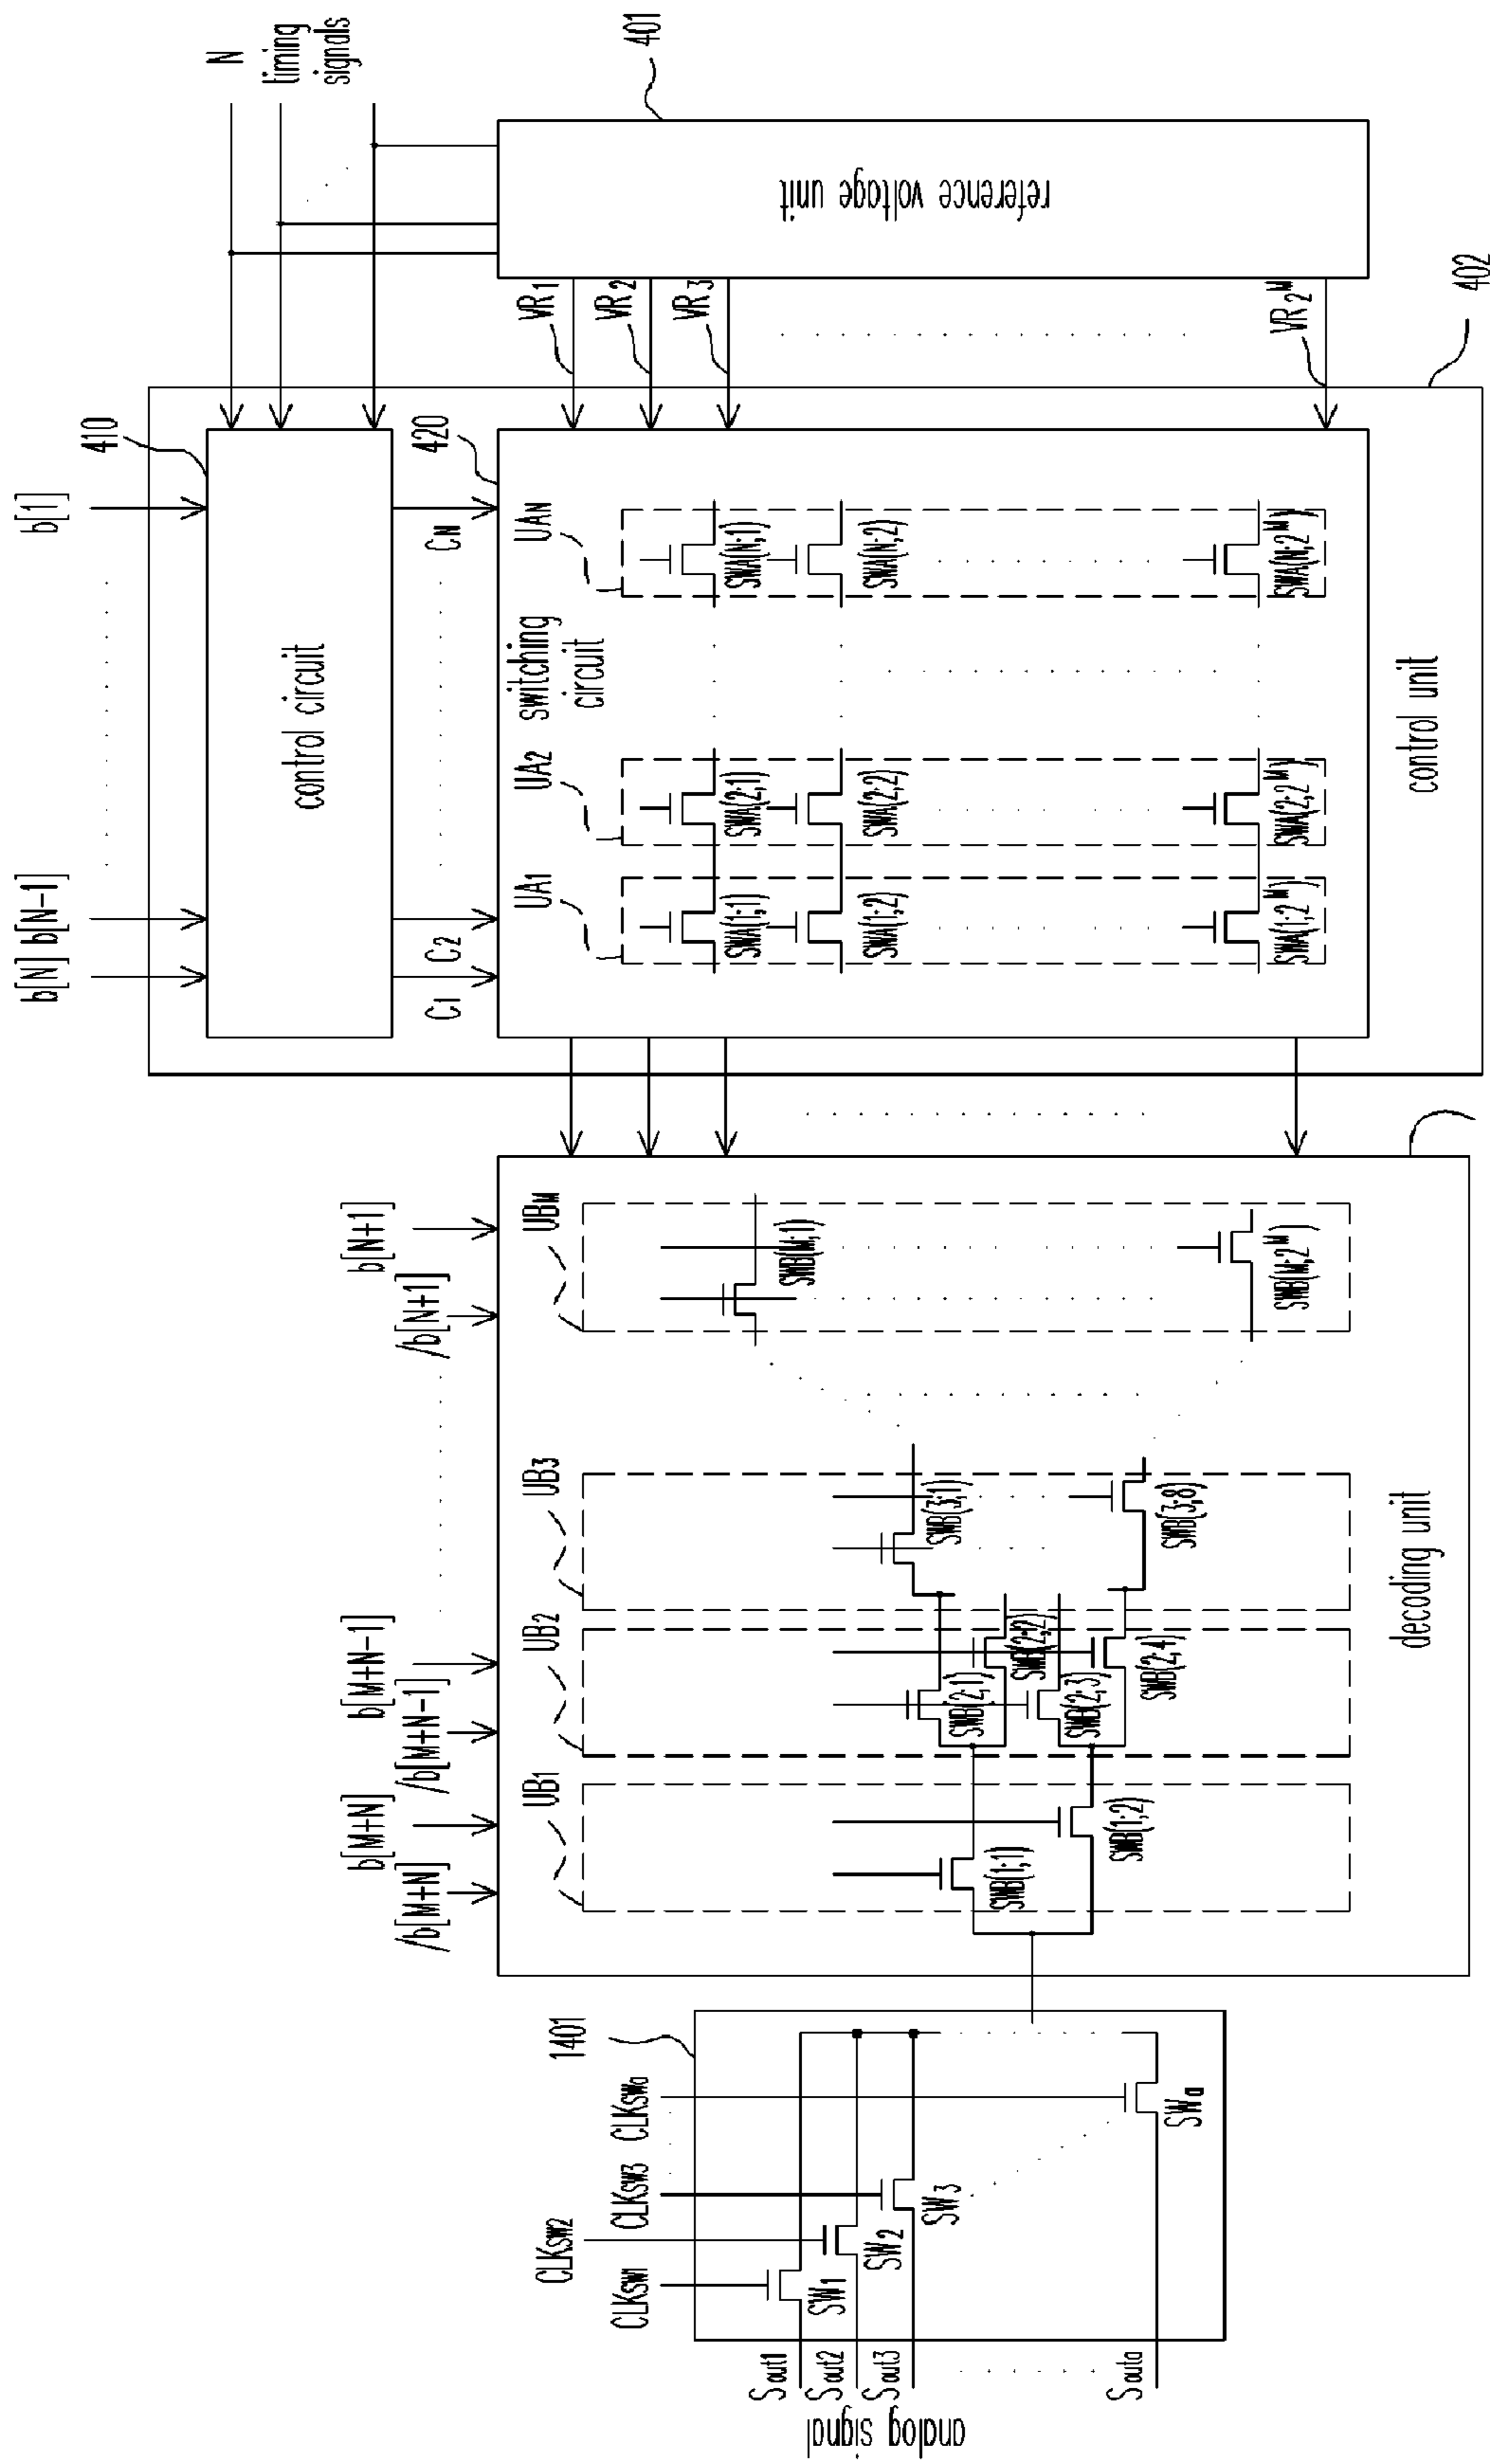 N
timing
signals
401
reference voltage unit
VR1
VR2
VR3
VR2^M
402
b[N]
b[N-1]
b[1]
410
control circuit
C1
C2
CN
420
switching
circuit
UA1
UA2
UAN
SWA(1;1)
SWA(2;1)
SWA(N;1)
SWA(1;2)
SWA(2;2)
SWA(N;2)
SWA(1;2^M)
SWA(2;2^M)
SWA(N;2^M)
control unit
/b[M+N]
b[M+N]
/b[M+N-1]
b[M+N-1]
/b[N+1]
b[N+1]
UB1
UB2
UB3
UBM
SWB(M;1)
SWB(M;2^M)
SWB(3;1)
SWB(3;8)
SWB(2;1)
SWB(2;2)
SWB(2;3)
SWB(2;4)
SWB(1;1)
SWB(1;2)
decoding unit
1401
CLKSW1
CLKSW2
CLKSW3
CLKSWa
SW1
SW2
SW3
SWa
Sout1
Sout2
Sout3
Souta
analog signal